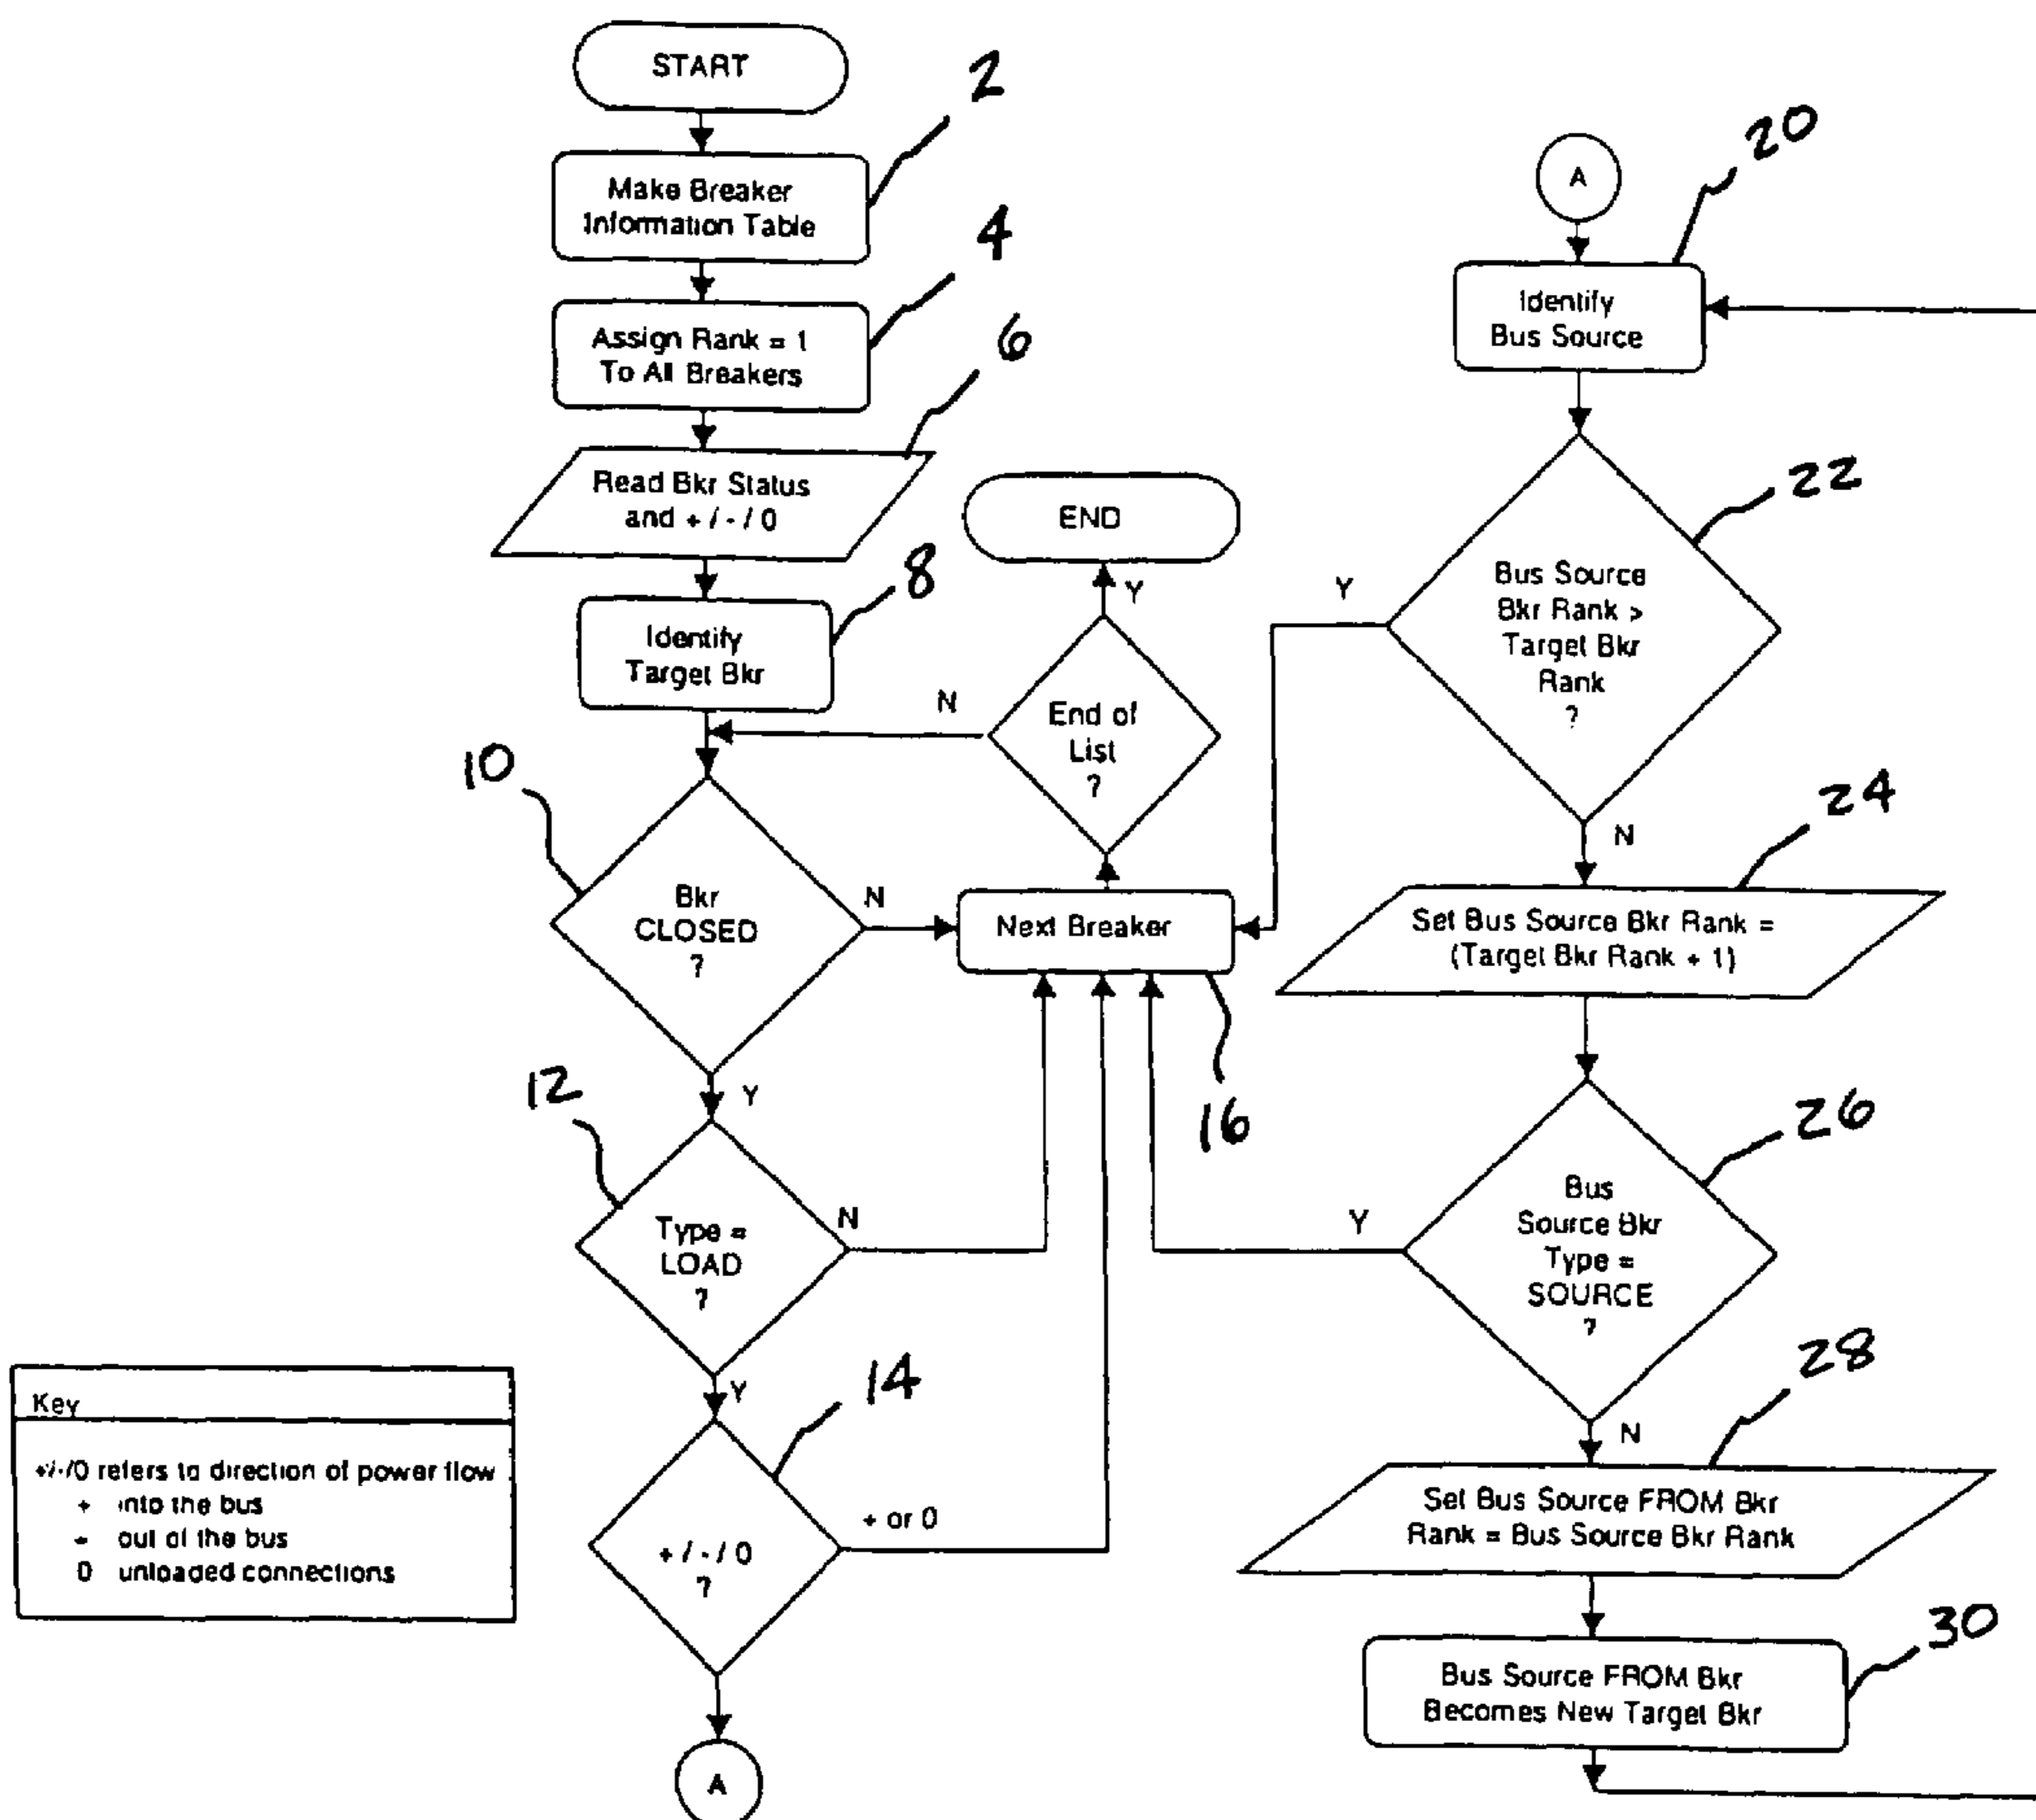 START
2
Make Breaker
Information Table
4
Assign Rank = 1
To All Breakers
6
Read Bkr Status
and + / - / 0
8
Identify
Target Bkr
END
Y
End of
List
?
N
10
Bkr
CLOSED
?
N
Next Breaker
16
Y
12
Type =
LOAD
?
N
Y
14
+ / - / 0
?
+ or 0
A
Key
+/-/0 refers to direction of power flow
+ into the bus
- out of the bus
0 unloaded connections
A
20
Identify
Bus Source
22
Bus Source
Bkr Rank >
Target Bkr
Rank
?
Y
N
24
Set Bus Source Bkr Rank =
(Target Bkr Rank + 1)
26
Bus
Source Bkr
Type =
SOURCE
?
Y
N
28
Set Bus Source FROM Bkr
Rank = Bus Source Bkr Rank
30
Bus Source FROM Bkr
Becomes New Target Bkr